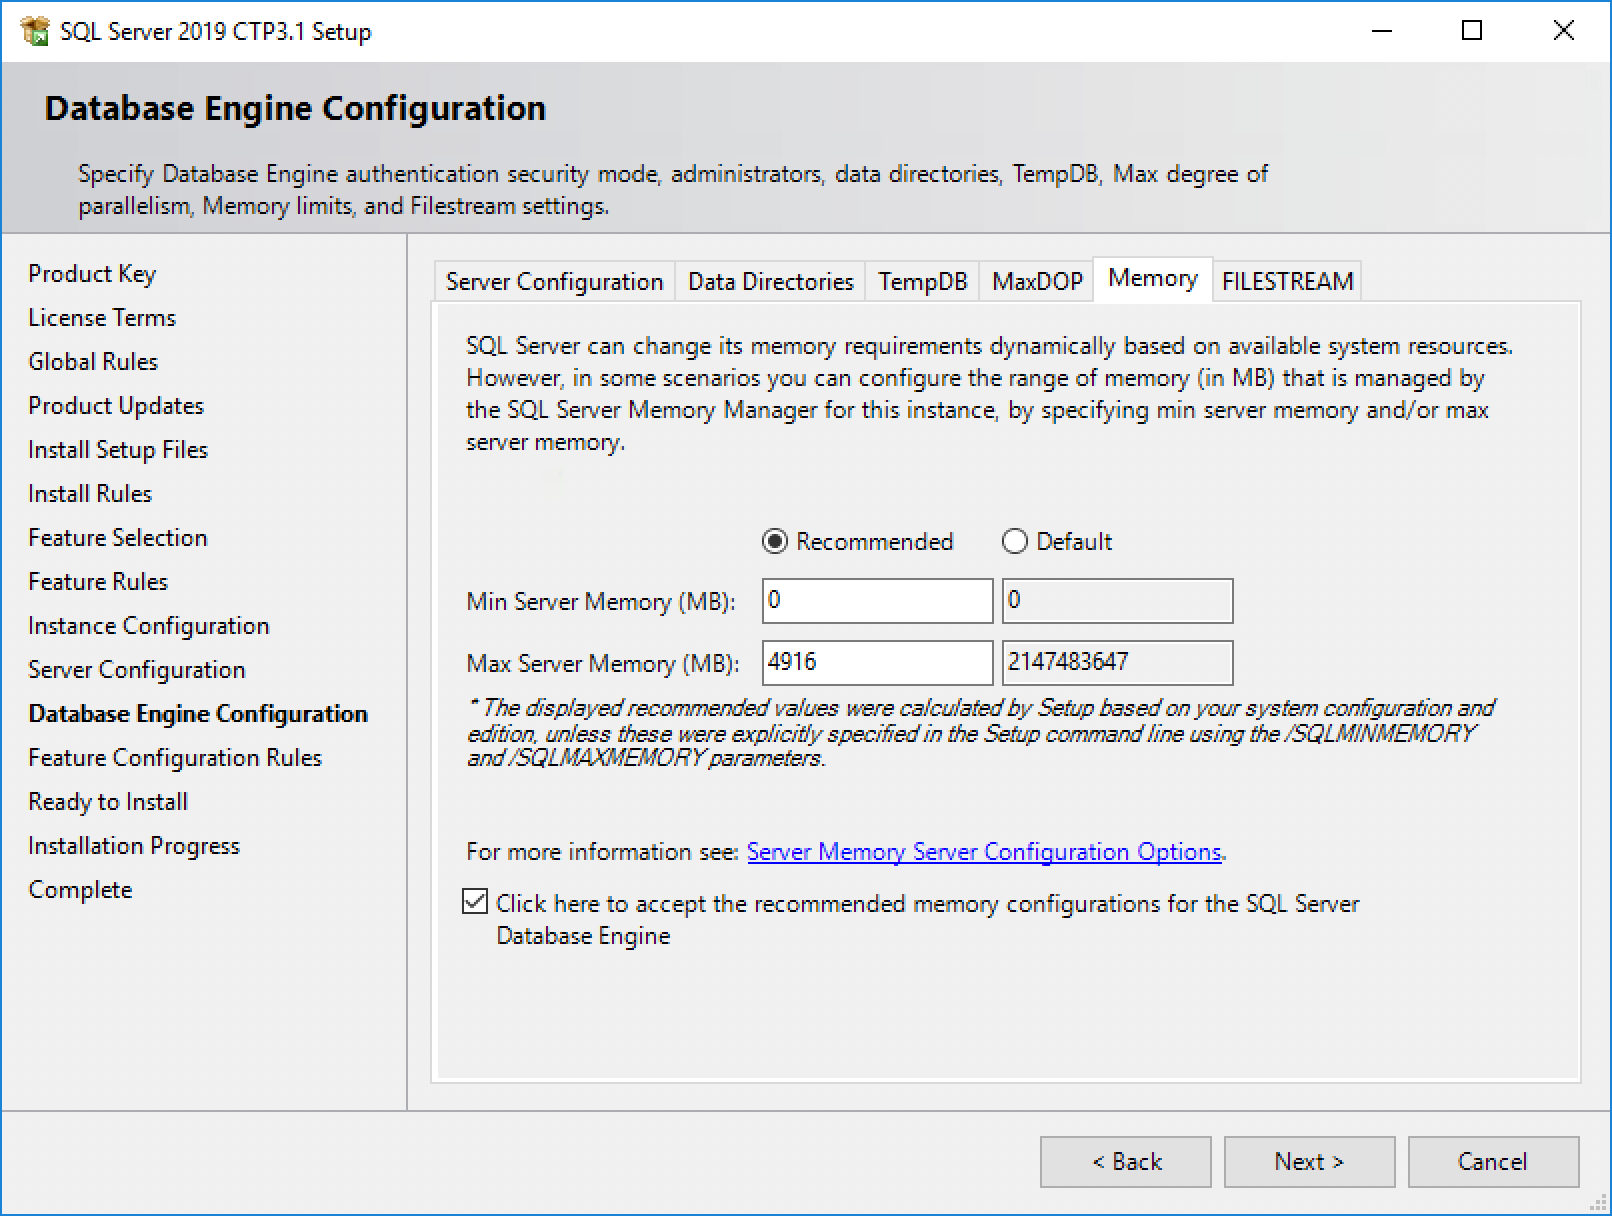 SQL Server 2019 CTP3.1 Setup
Database Engine Configuration
Specify Database Engine authentication security mode, administrators, data directories, TempDB, Max degree of
parallelism, Memory limits, and Filestream settings.
Product Key
License Terms
Global Rules
Product Updates
Install Setup Files
Install Rules
Feature Selection
Feature Rules
Instance Configuration
Server Configuration
Database Engine Configuration
Feature Configuration Rules
Ready to Install
Installation Progress
Complete
Server Configuration Data Directories TempDB MaxDOP Memory FILESTREAM
SQL Server can change its memory requirements dynamically based on available system resources.
However, in some scenarios you can configure the range of memory (in MB) that is managed by
the SQL Server Memory Manager for this instance, by specifying min server memory and/or max
server memory.
Recommended Default
Min Server Memory (MB): 0 0
Max Server Memory (MB): 4916 2147483647
* The displayed recommended values were calculated by Setup based on your system configuration and
edition, unless these were explicitly specified in the Setup command line using the /SQLMINMEMORY
and /SQLMAXMEMORY parameters.
For more information see: Server Memory Server Configuration Options.
Click here to accept the recommended memory configurations for the SQL Server
Database Engine
< Back Next > Cancel